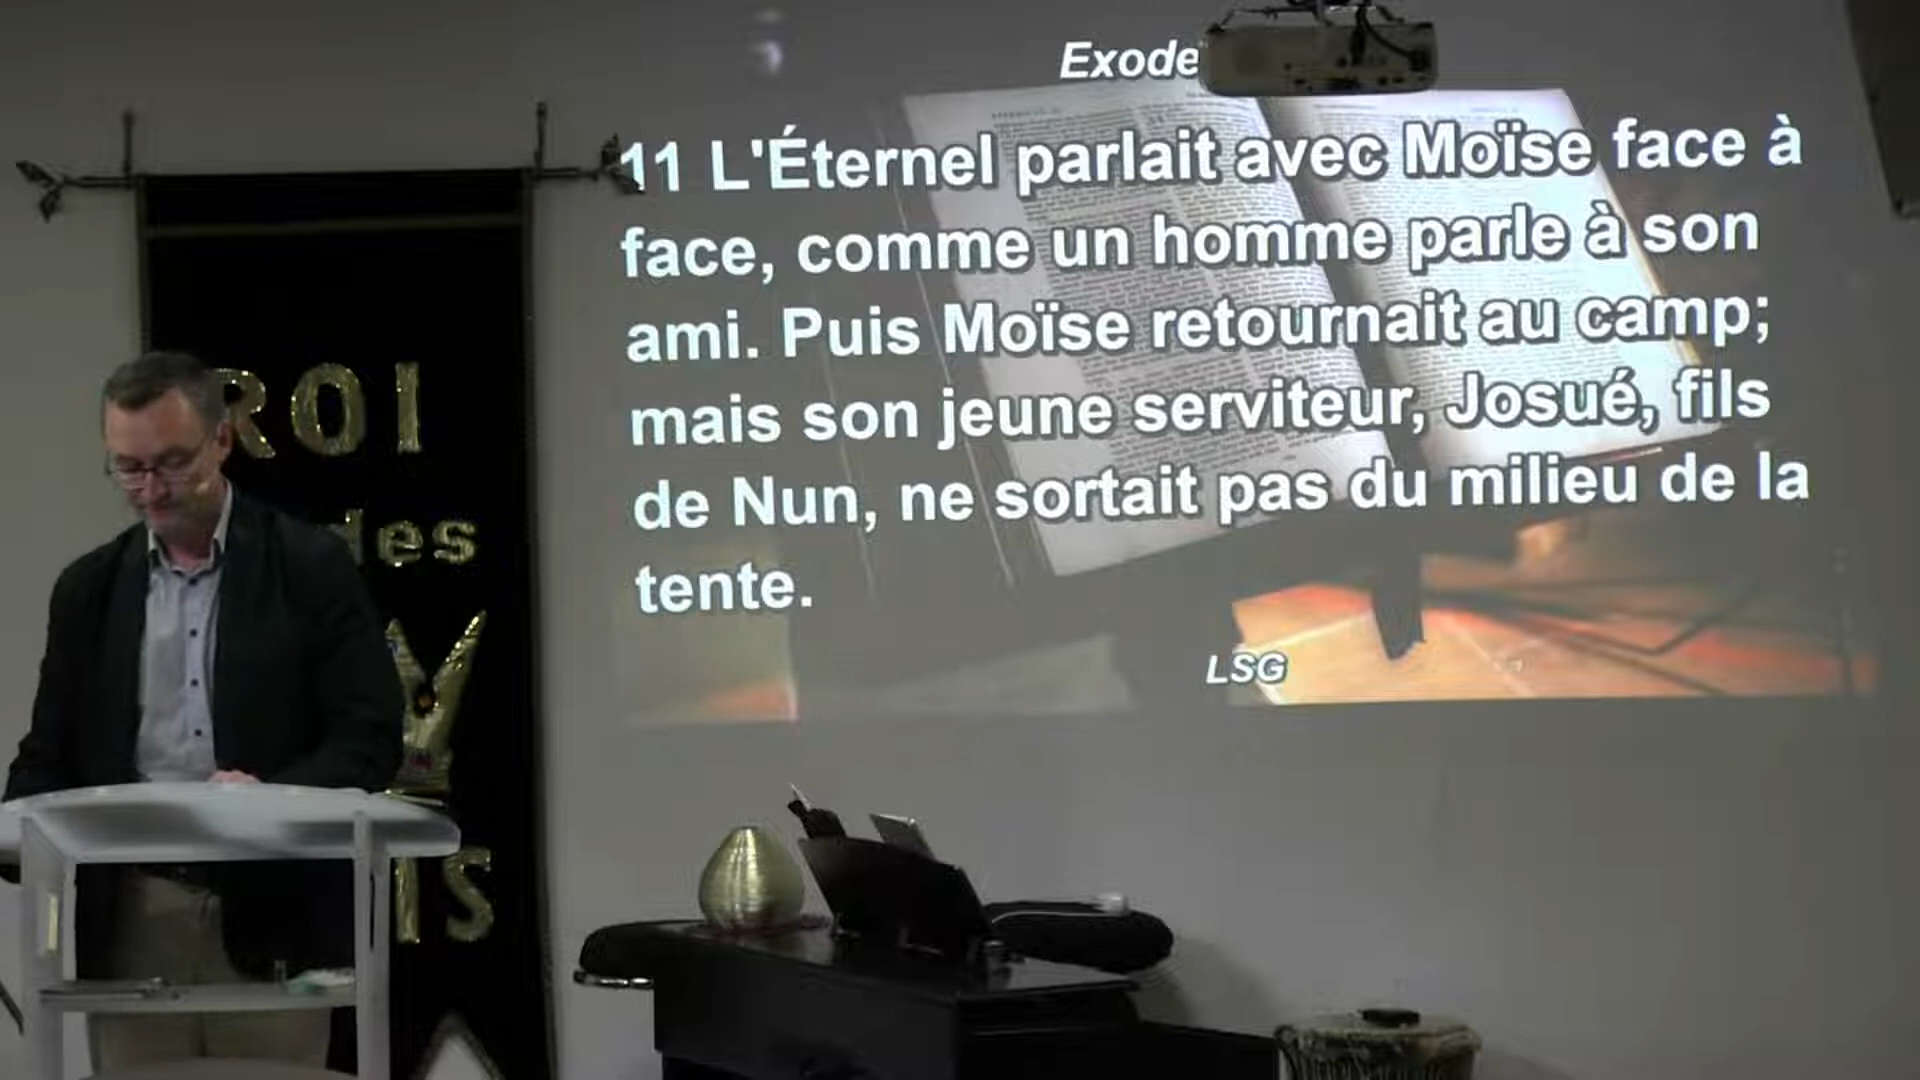 Exode
11 L'Éternel parlait avec Moïse face à
face, comme un homme parle à son
ami. Puis Moïse retournait au camp;
mais son jeune serviteur, Josué, fils
de Nun, ne sortait pas du milieu de la
tente.
LSG
ROI
des
IS